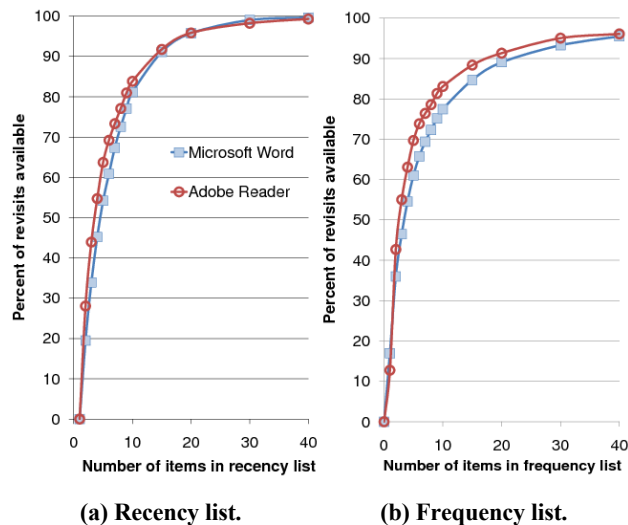 Percent of revisits available
100
90
80
70
60
50
40
30
20
10
0
Microsoft Word
Adobe Reader
0 10 20 30 40
Number of items in recency list
(a) Recency list.
Percent of revisits available
100
90
80
70
60
50
40
30
20
10
0
0 10 20 30 40
Number of items in frequency list
(b) Frequency list.